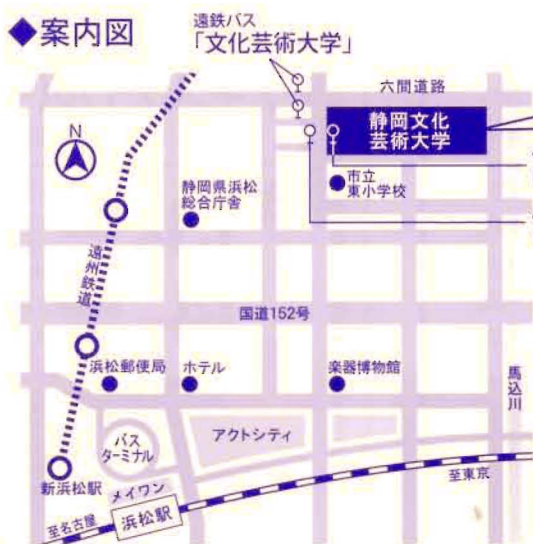 ◆案内図
遠鉄バス
「文化芸術大学」
六間道路
静岡文化
芸術大学
N
市立
東小学校
静岡県浜松
総合庁舎
遠州鉄道
国道152号
浜松郵便局
ホテル
楽器博物館
馬込川
バス
ターミナル
アクトシティ
新浜松駅
メイワン
浜松駅
至名古屋
至東京